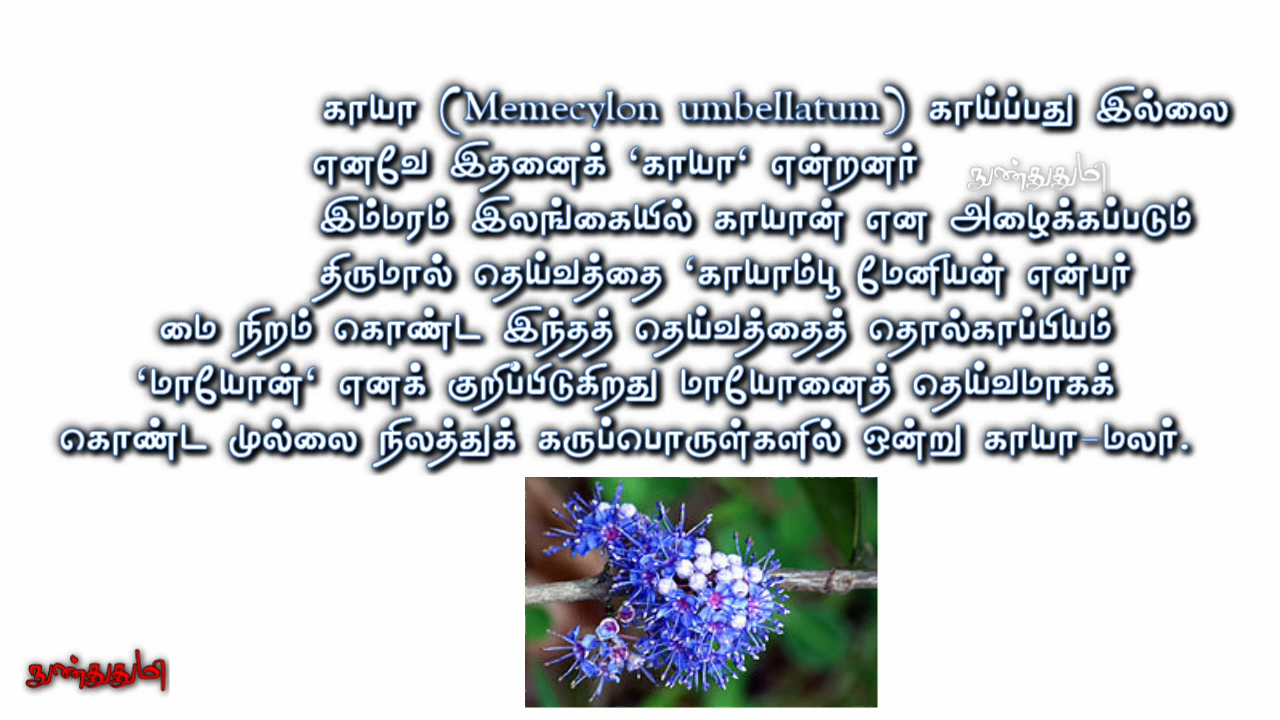 காயா (Memecylon umbellatum) காய்ப்பது இல்லை
எனவே இதனைக் ‘காயா‘ என்றனர்
இம்மரம் இலங்கையில் காயான் என அழைக்கப்படும்
திருமால் தெய்வத்தை ‘காயாம்பூ மேனியன் என்பர்
மை நிறம் கொண்ட இந்தத் தெய்வத்தைத் தொல்காப்பியம்
‘மாயோன்‘ எனக் குறிப்பிடுகிறது மாயோனைத் தெய்வமாகக்
கொண்ட முல்லை நிலத்துக் கருப்பொருள்களில் ஒன்று காயா-மலர்.